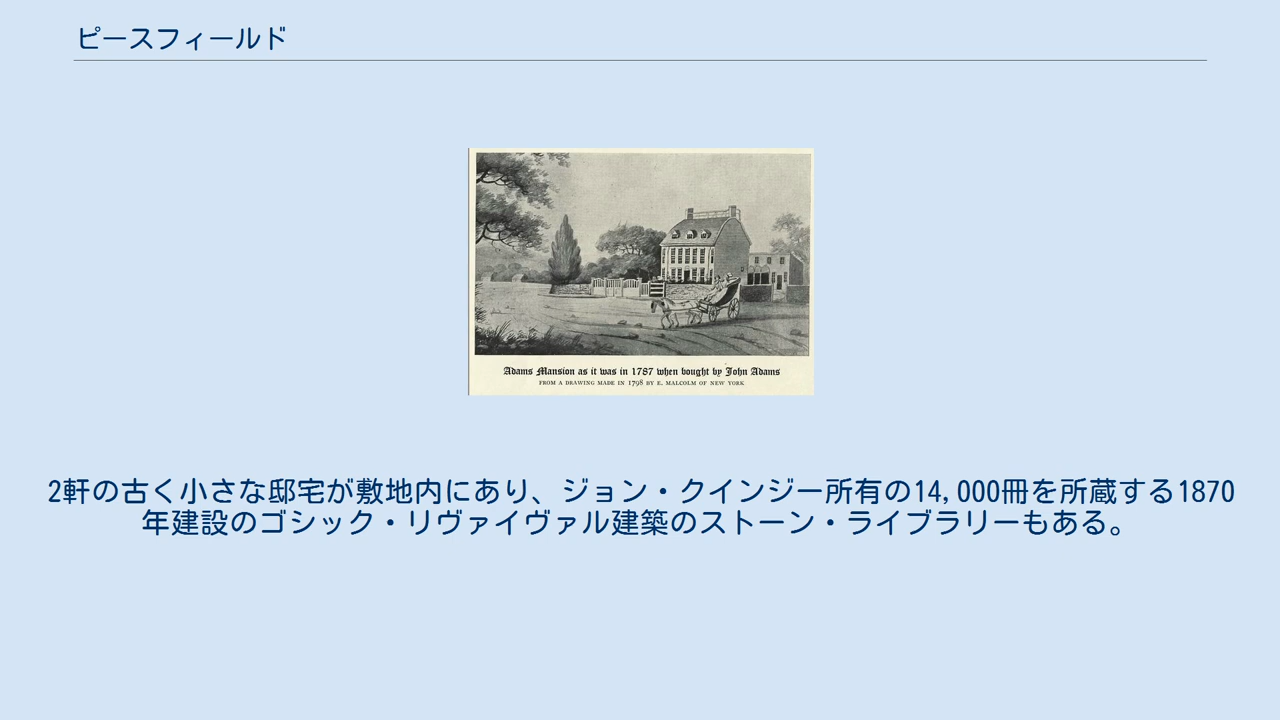 ピースフィールド
Adams Mansion as it was in 1787 when bought by John Adams
FROM A DRAWING MADE IN 1798 BY E. MALCOLM OF NEW YORK
2軒の古く小さな邸宅が敷地内にあり、ジョン・クインジー所有の14,000冊を所蔵する1870
年建設のゴシック・リヴァイヴァル建築のストーン・ライブラリーもある。